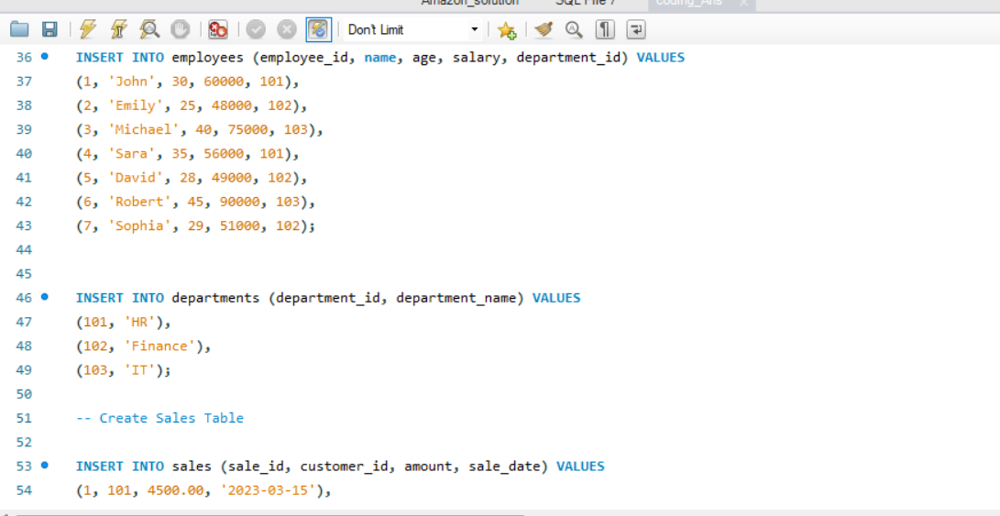 Amazon_solution SQL File 7 coding_Ans
Don't Limit
36 INSERT INTO employees (employee_id, name, age, salary, department_id) VALUES
37 (1, 'John', 30, 60000, 101),
38 (2, 'Emily', 25, 48000, 102),
39 (3, 'Michael', 40, 75000, 103),
40 (4, 'Sara', 35, 56000, 101),
41 (5, 'David', 28, 49000, 102),
42 (6, 'Robert', 45, 90000, 103),
43 (7, 'Sophia', 29, 51000, 102);
44
45
46 INSERT INTO departments (department_id, department_name) VALUES
47 (101, 'HR'),
48 (102, 'Finance'),
49 (103, 'IT');
50
51 -- Create Sales Table
52
53 INSERT INTO sales (sale_id, customer_id, amount, sale_date) VALUES
54 (1, 101, 4500.00, '2023-03-15'),